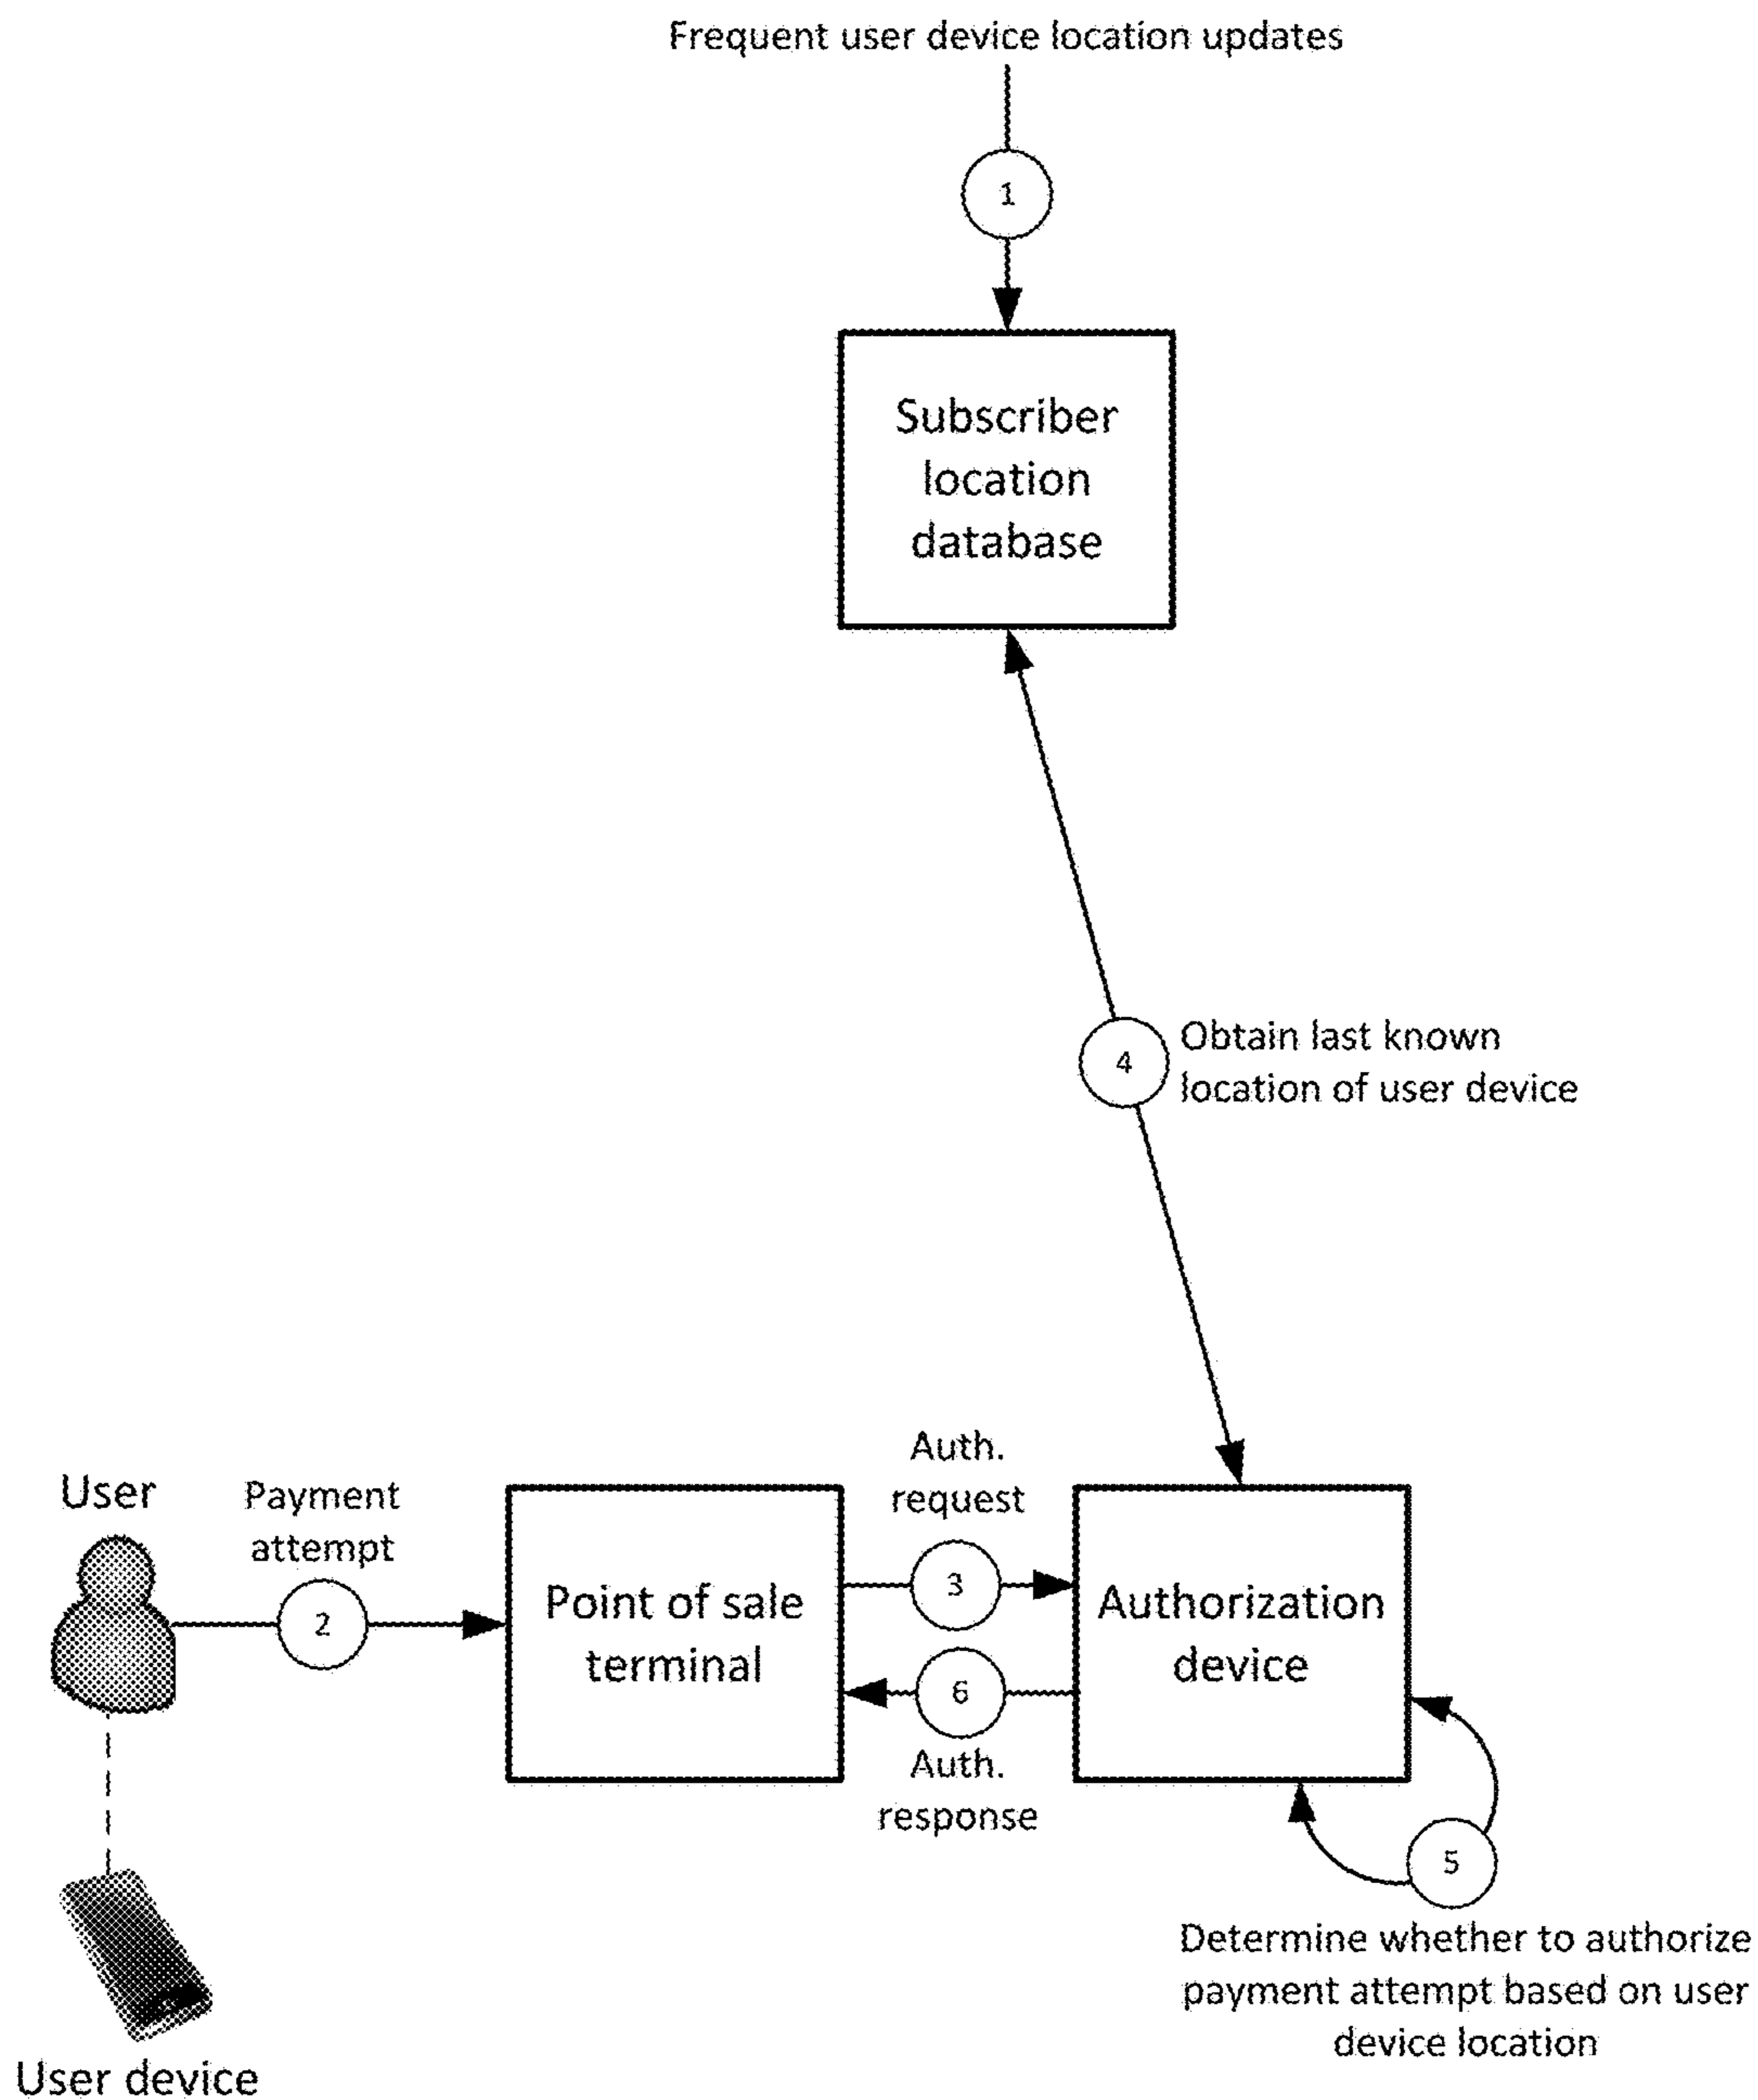 Frequent user device location updates
1
Subscriber
location
database
4
Obtain last known
location of user device
User
Payment
attempt
2
Point of sale
terminal
Auth.
request
3
6
Auth.
response
Authorization
device
5
Determine whether to authorize
payment attempt based on user
device location
User device